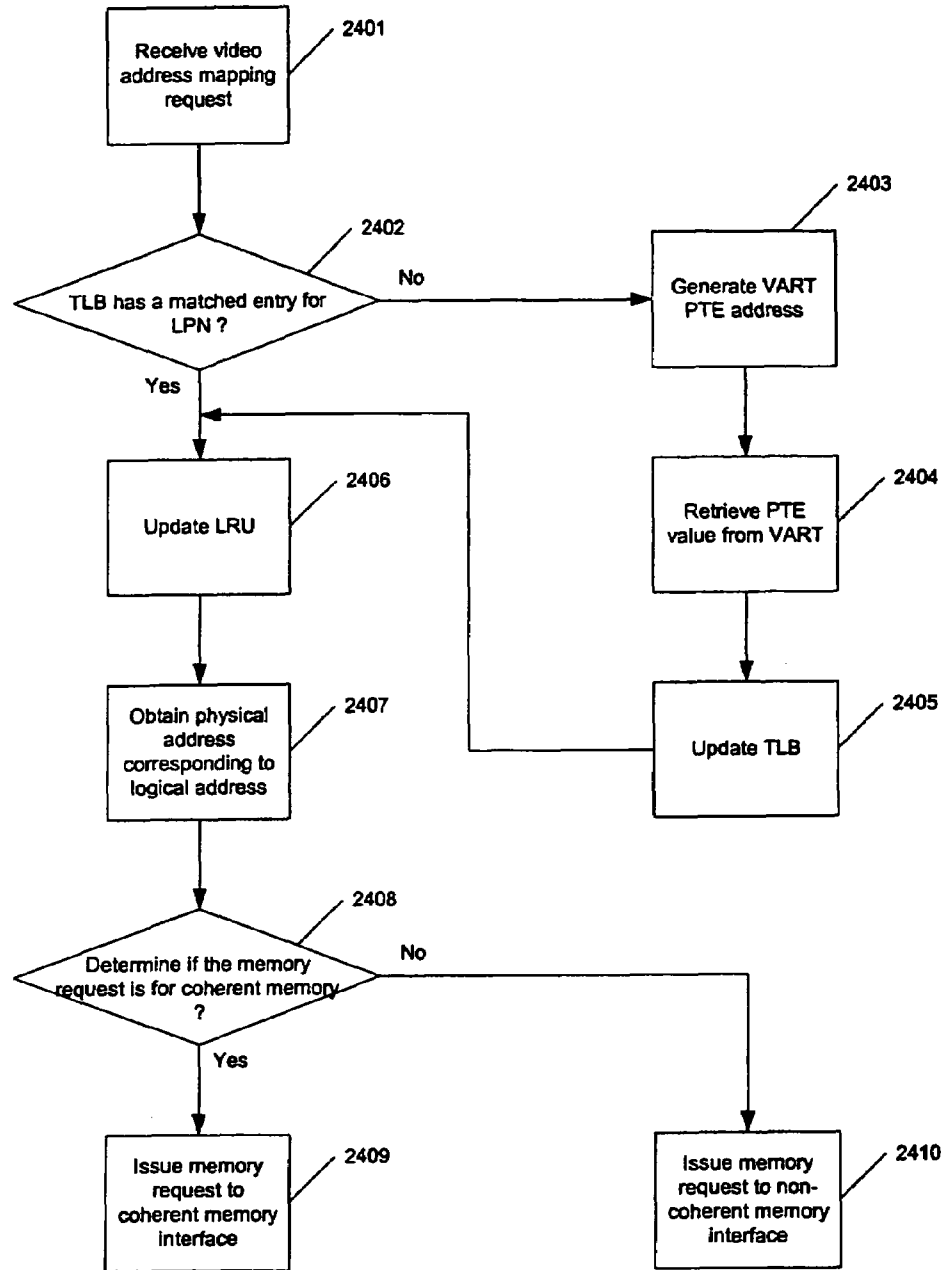 2401
Receive video
address mapping
request
2402
TLB has a matched entry for
LPN ?
No
Yes
2403
Generate VART
PTE address
2404
Retrieve PTE
value from VART
2405
Update TLB
2406
Update LRU
2407
Obtain physical
address
corresponding to
logical address
2408
Determine if the memory
request is for coherent memory
?
No
Yes
2409
Issue memory
request to
coherent memory
interface
2410
Issue memory
request to non-
coherent memory
interface